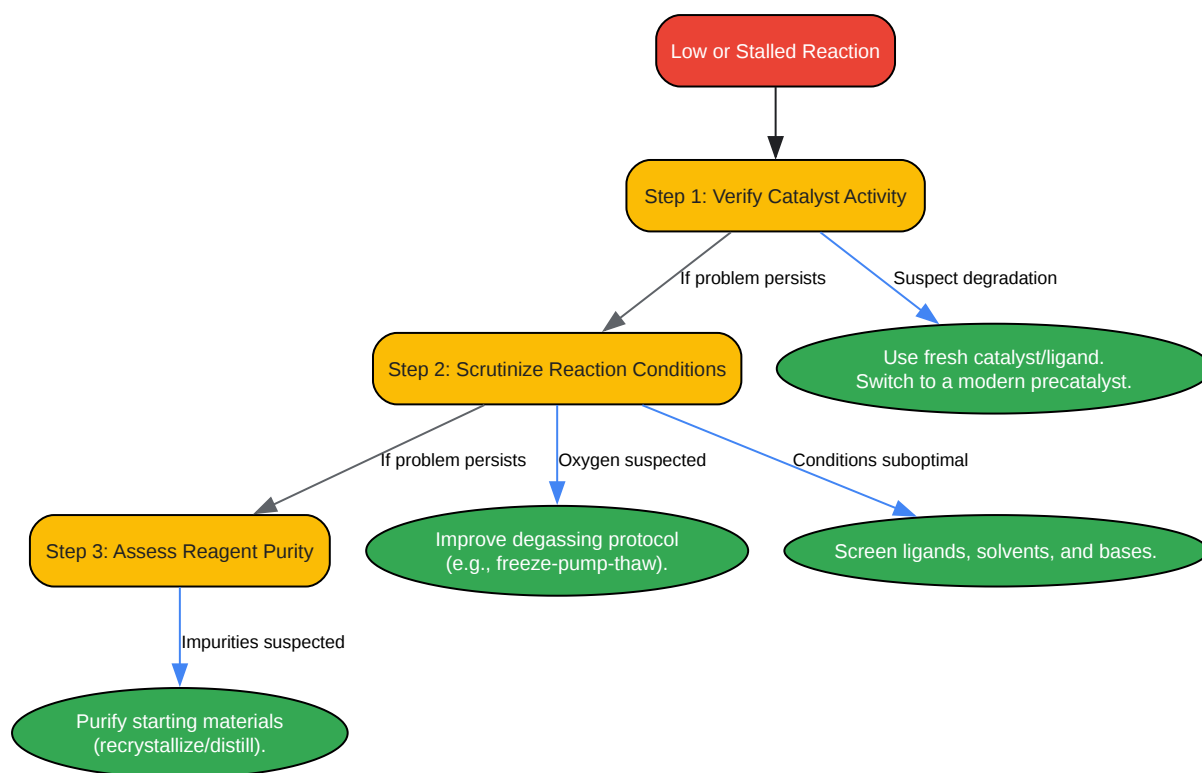 Low or Stalled Reaction
Step 1: Verify Catalyst Activity
If problem persists
Suspect degradation
Step 2: Scrutinize Reaction Conditions
Use fresh catalyst/ligand.
Switch to a modern precatalyst.
If problem persists
Oxygen suspected
Conditions suboptimal
Step 3: Assess Reagent Purity
Improve degassing protocol
(e.g., freeze-pump-thaw).
Screen ligands, solvents, and bases.
Impurities suspected
Purify starting materials
(recrystallize/distill).